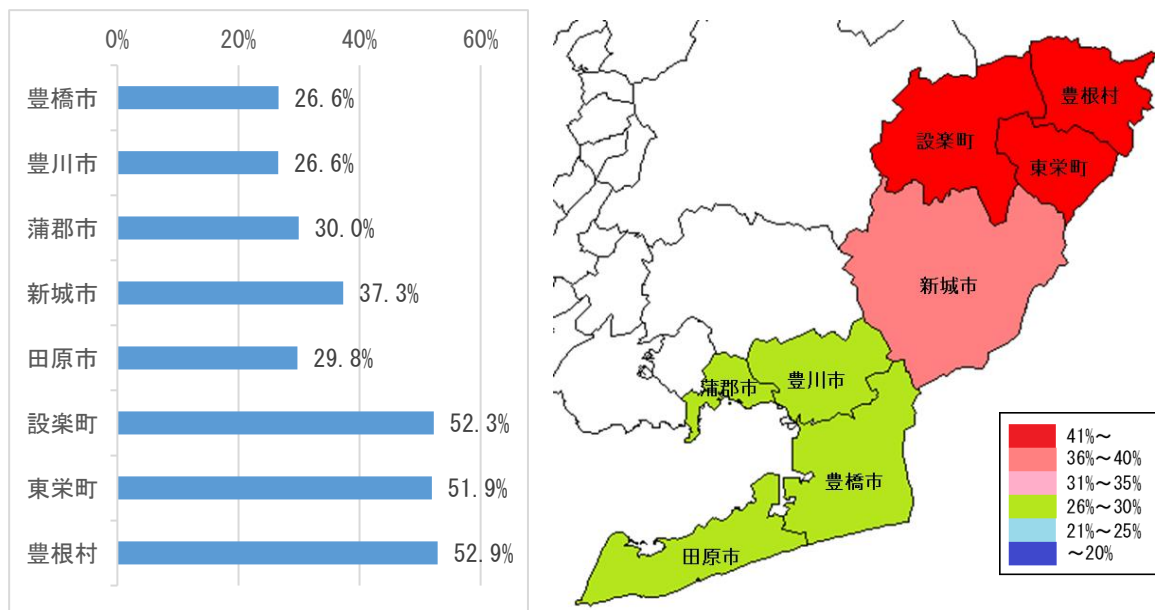 0%
20%
40%
60%
豊橋市
26.6%
豊川市
26.6%
蒲郡市
30.0%
新城市
37.3%
田原市
29.8%
設楽町
52.3%
東栄町
51.9%
豊根村
52.9%
豊根村
設楽町
東栄町
新城市
蒲郡市
豊川市
豊橋市
田原市
41%～
36%～40%
31%～35%
26%～30%
21%～25%
～20%